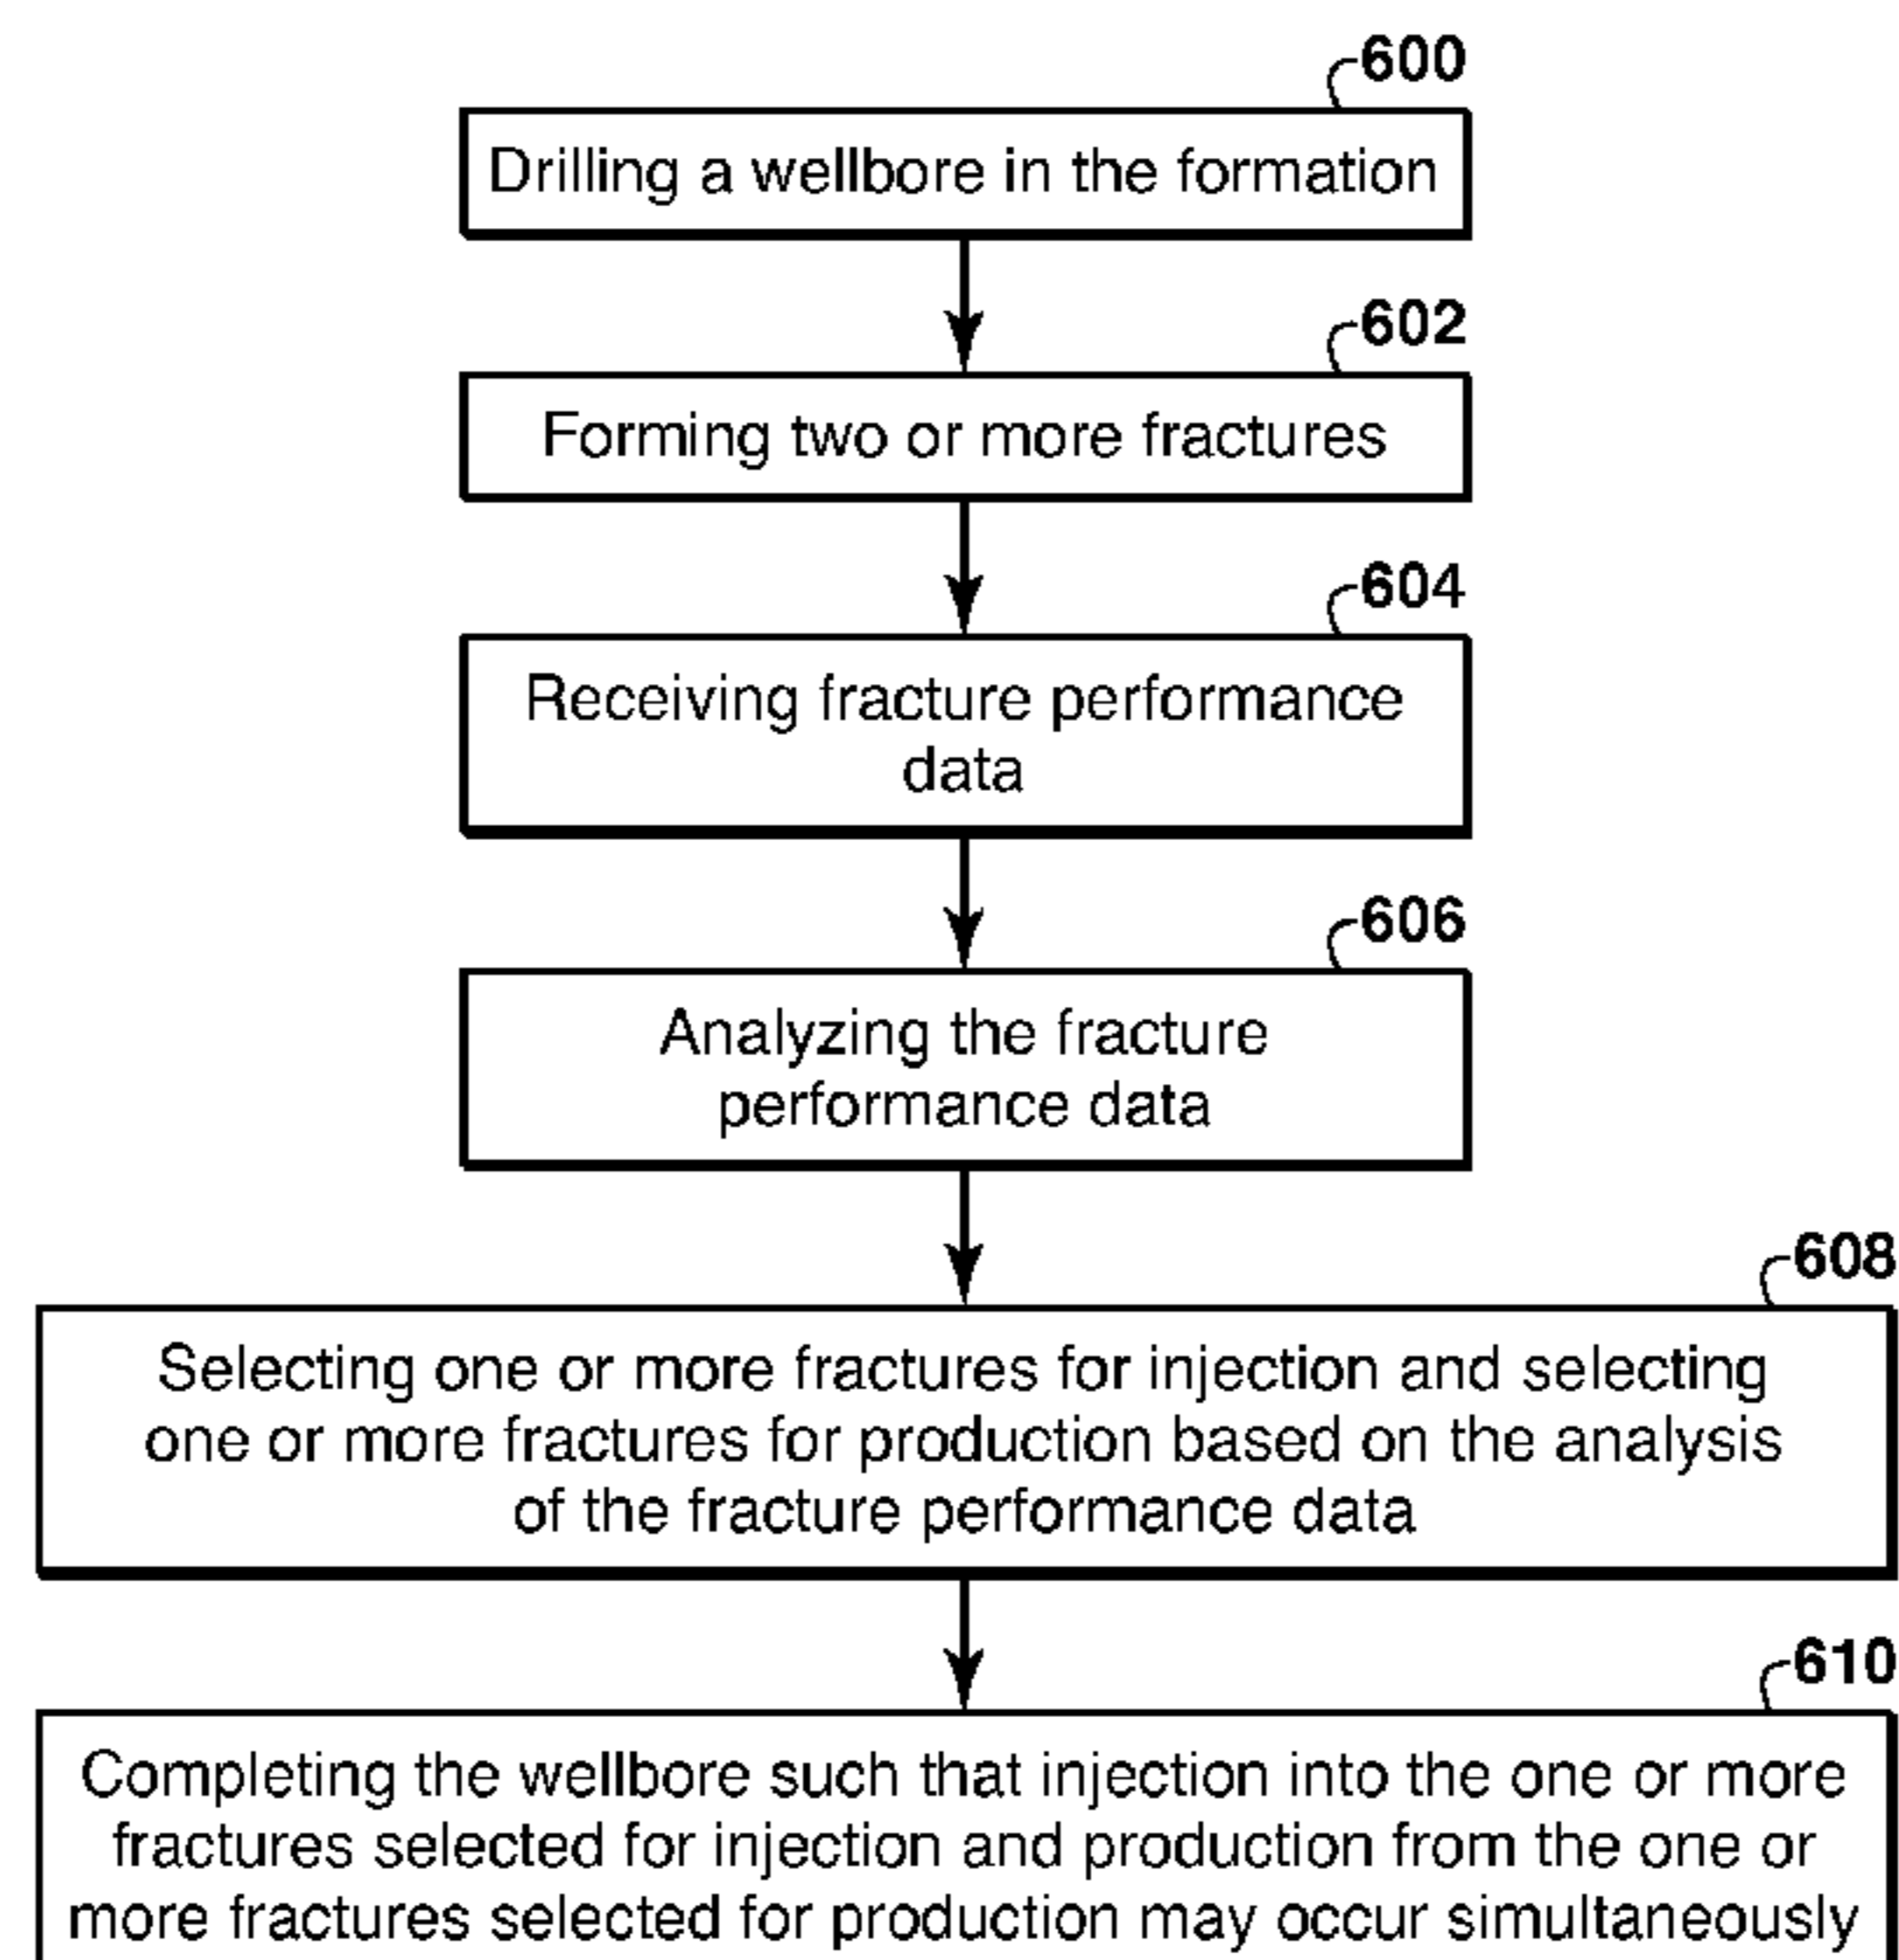 600
Drilling a wellbore in the formation
602
Forming two or more fractures
604
Receiving fracture performance
data
606
Analyzing the fracture
performance data
608
Selecting one or more fractures for injection and selecting
one or more fractures for production based on the analysis
of the fracture performance data
610
Completing the wellbore such that injection into the one or more
fractures selected for injection and production from the one or
more fractures selected for production may occur simultaneously